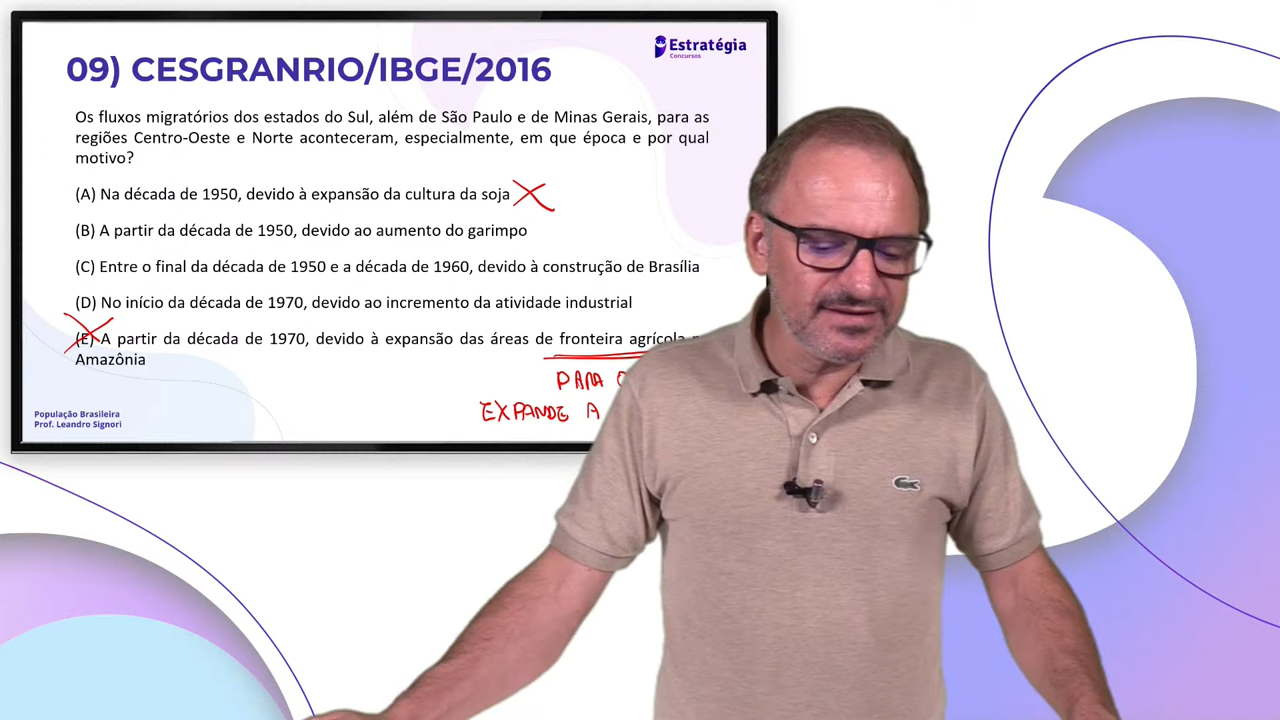 Estratégia
Concursos
09) CESGRANRIO/IBGE/2016
Os fluxos migratórios dos estados do Sul, além de São Paulo e de Minas Gerais, para as
regiões Centro-Oeste e Norte aconteceram, especialmente, em que época e por qual
motivo?
(A) Na década de 1950, devido à expansão da cultura da soja
(B) A partir da década de 1950, devido ao aumento do garimpo
(C) Entre o final da década de 1950 e a década de 1960, devido à construção de Brasília
(D) No início da década de 1970, devido ao incremento da atividade industrial
(E) A partir da década de 1970, devido à expansão das áreas de fronteira agrícola
Amazônia
PARA
EXPANDE A
População Brasileira
Prof. Leandro Signori